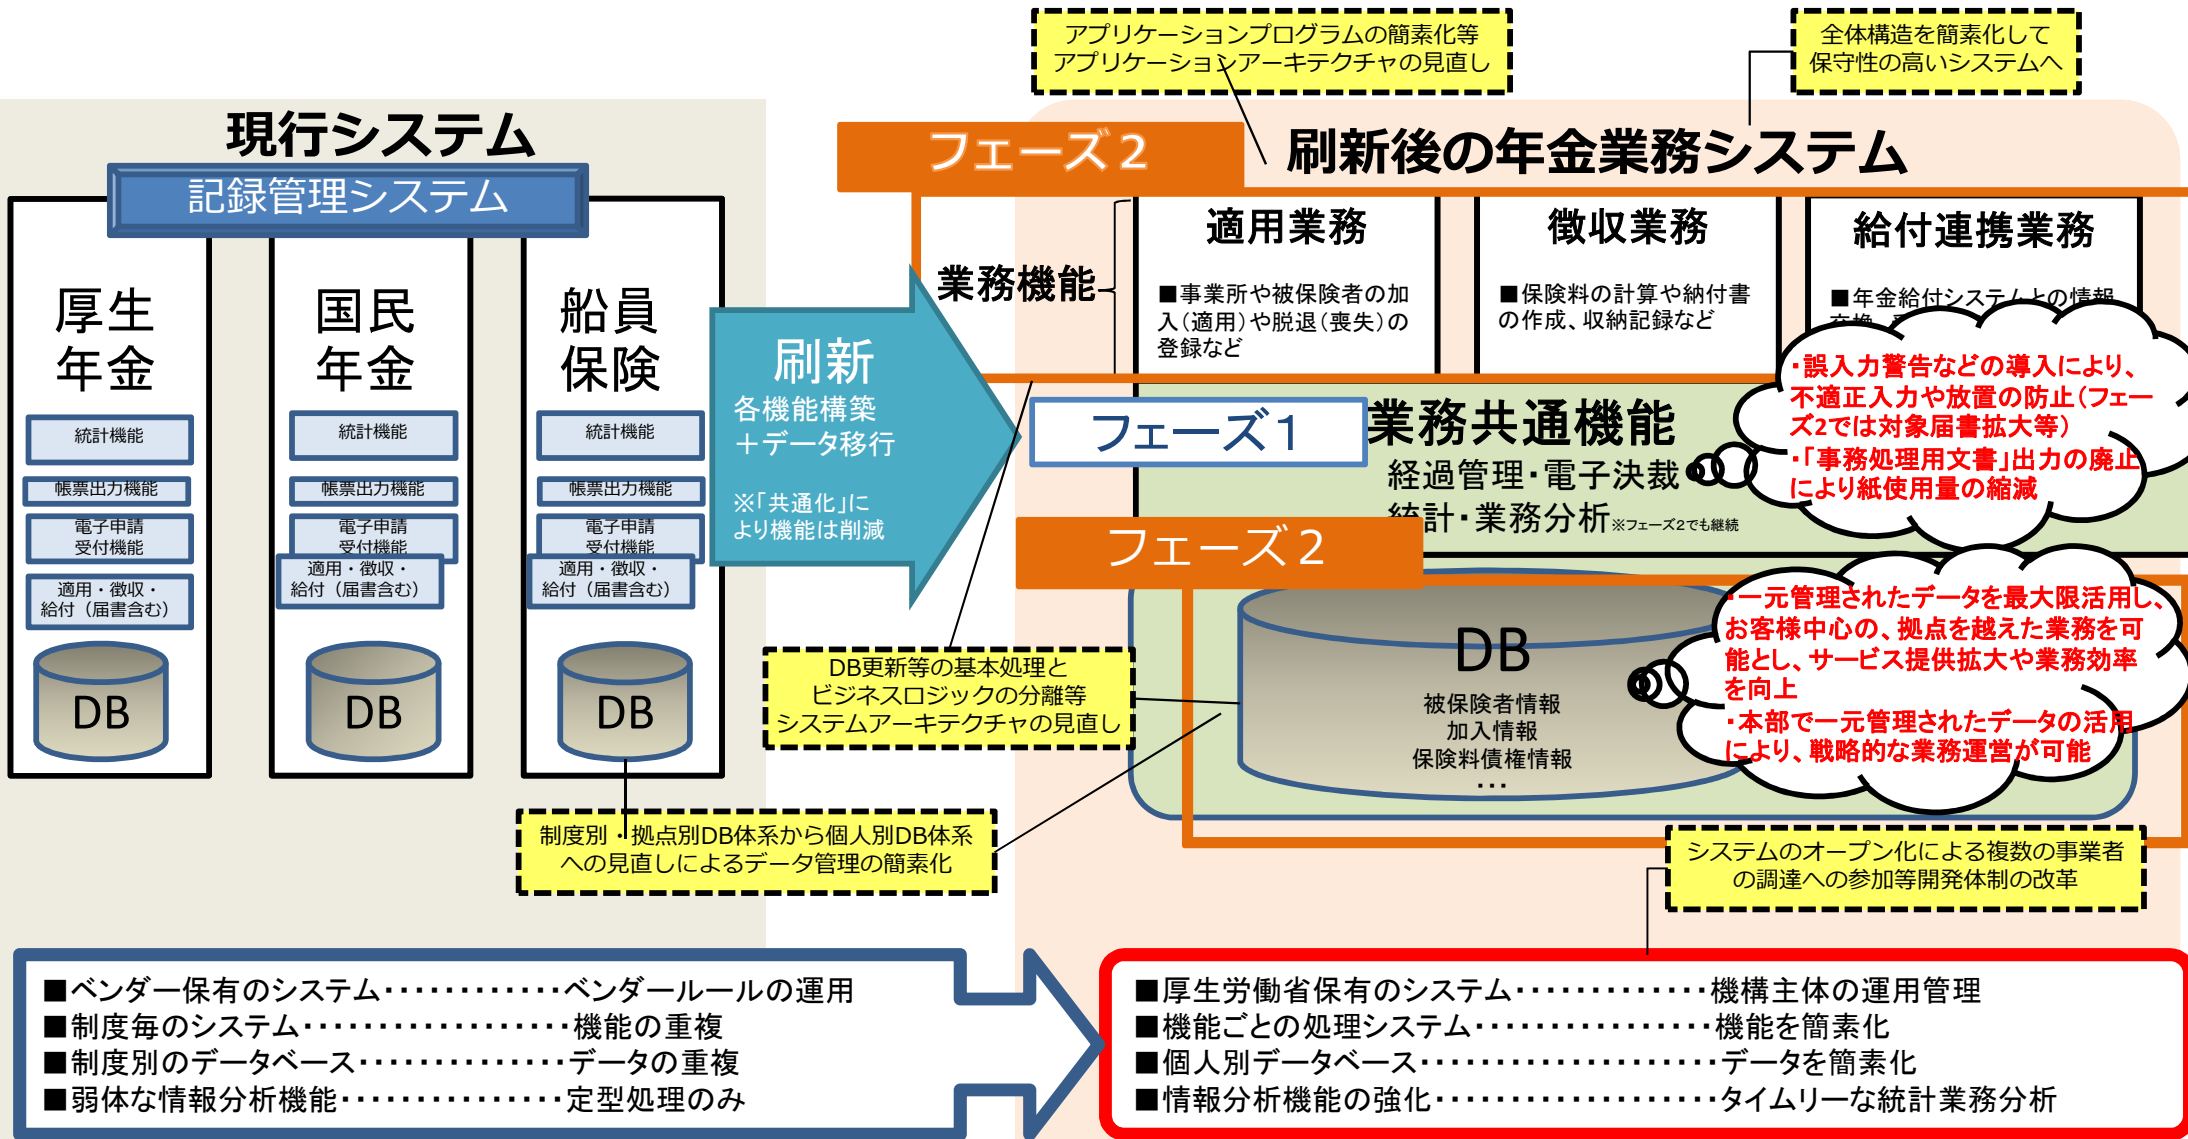 アプリケーションプログラムの簡素化等
アプリケーションアーキテクチャの見直し
全体構造を簡素化して
保守性の高いシステムへ
現行システム
記録管理システム
厚生
年金
統計機能
帳票出力機能
電子申請
受付機能
適用・徴収・
給付（届書含む）
DB
国民
年金
統計機能
帳票出力機能
電子申請
受付機能
適用・徴収・
給付（届書含む）
DB
船員
保険
統計機能
帳票出力機能
電子申請
受付機能
適用・徴収・
給付（届書含む）
DB
刷新
各機能構築
＋データ移行
※「共通化」に
より機能は削減
フェーズ２
刷新後の年金業務システム
業務機能
適用業務
■事業所や被保険者の加
入（適用）や脱退（喪失）の
登録など
徴収業務
■保険料の計算や納付書
の作成、収納記録など
給付連携業務
■年金給付システムとの情報
フェーズ１
業務共通機能
経過管理・電子決裁
統計・業務分析※フェーズ2でも継続
・誤入力警告などの導入により、
不適正入力や放置の防止（フェー
ズ2では対象届書拡大等）
・「事務処理用文書」出力の廃止
により紙使用量の縮減
フェーズ２
DB
被保険者情報
加入情報
保険料債権情報
・・・
・一元管理されたデータを最大限活用し、
お客様中心の、拠点を越えた業務を可
能とし、サービス提供拡大や業務効率
を向上
・本部で一元管理されたデータの活用
により、戦略的な業務運営が可能
DB更新等の基本処理と
ビジネスロジックの分離等
システムアーキテクチャの見直し
制度別・拠点別DB体系から個人別DB体系
への見直しによるデータ管理の簡素化
システムのオープン化による複数の事業者
の調達への参加等開発体制の改革
■ベンダー保有のシステム・・・・・・・・・・・・ベンダールールの運用
■制度毎のシステム・・・・・・・・・・・・・・・・・・機能の重複
■制度別のデータベース・・・・・・・・・・・・・・データの重複
■弱体な情報分析機能・・・・・・・・・・・・・・・定型処理のみ
■厚生労働省保有のシステム・・・・・・・・・・・・・機構主体の運用管理
■機能ごとの処理システム・・・・・・・・・・・・・・・・機能を簡素化
■個人別データベース・・・・・・・・・・・・・・・・・・・・データを簡素化
■情報分析機能の強化・・・・・・・・・・・・・・・・・・・タイムリーな統計業務分析